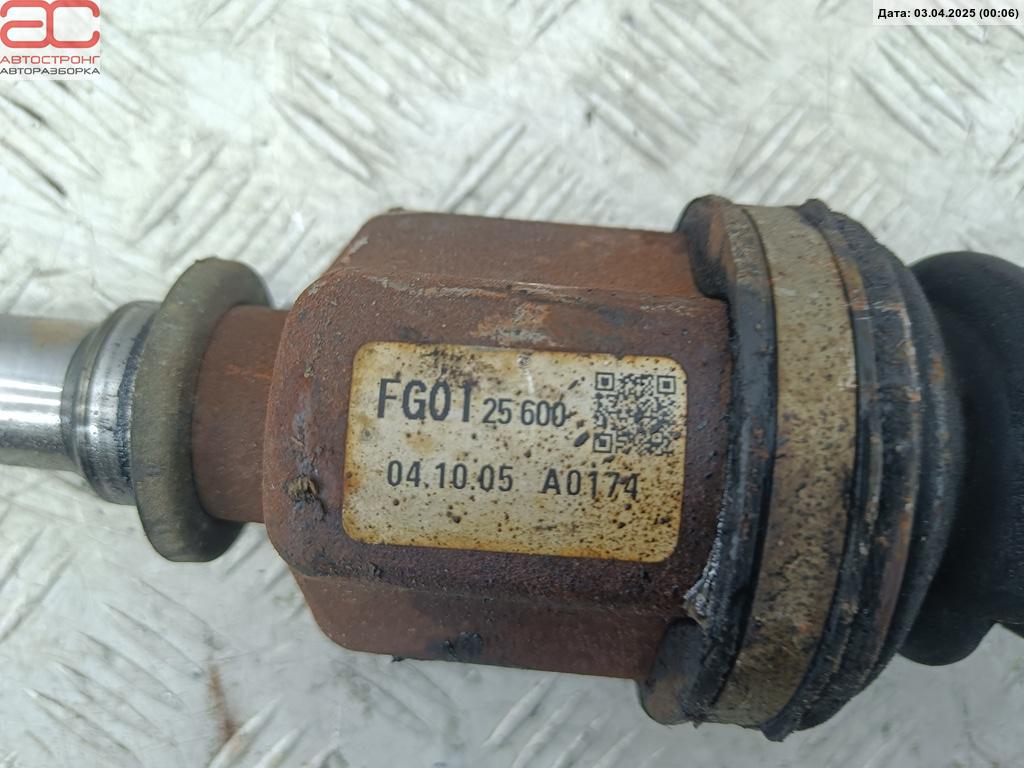 АС
АВТОСТРОНГ
АВТОРАЗБОРКА
Дата: 03.04.2025 (00:06)
FG01 25 600
04.10.05 A0174